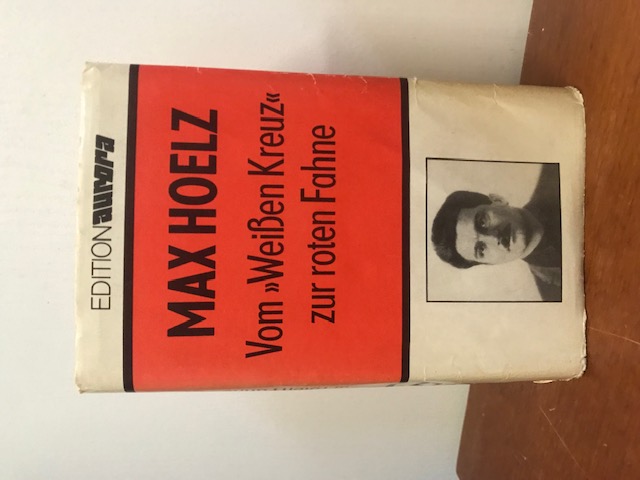 EDITION aurora
MAX HOELZ
Vom »Weißen Kreuz«
zur roten Fahne